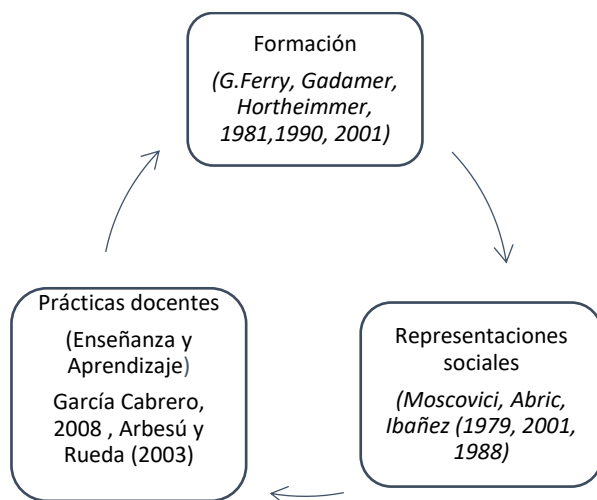 Formación
(G.Ferry, Gadamer,
Hortheimmer,
1981,1990, 2001)
Representaciones
sociales
(Moscovici, Abric,
Ibañez (1979, 2001,
1988)
Prácticas docentes
(Enseñanza y
Aprendizaje)
García Cabrero,
2008 , Arbesú y
Rueda (2003)